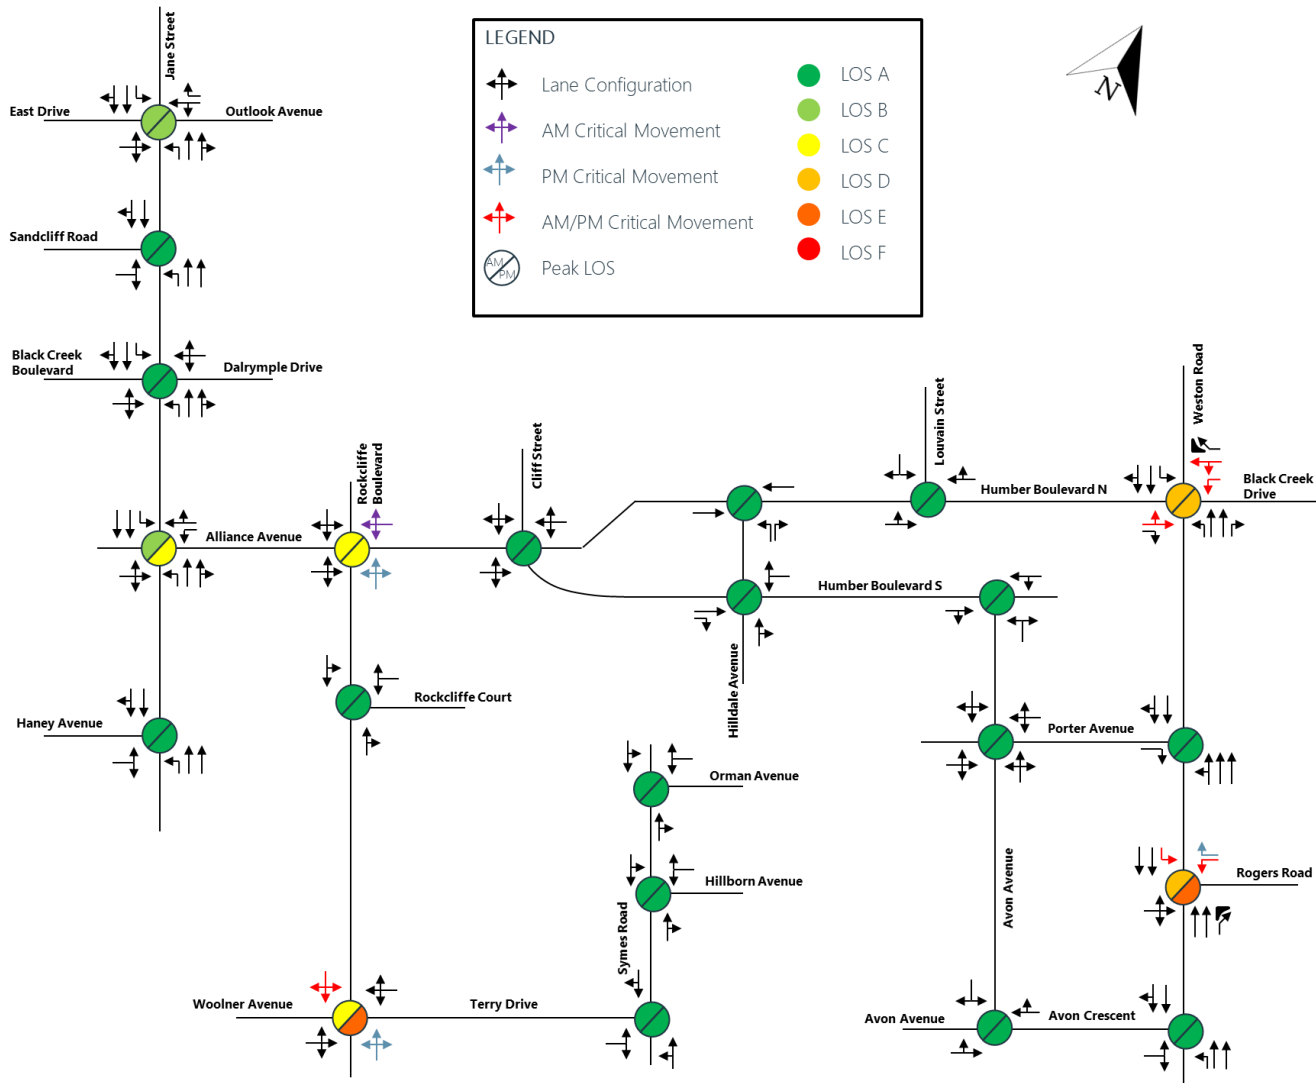 Jane Street
LEGEND
Lane Configuration
AM Critical Movement
PM Critical Movement
AM/PM Critical Movement
AM
PM
Peak LOS
LOS A
LOS B
LOS C
LOS D
LOS E
LOS F
N
East Drive
Outlook Avenue
Sandcliff Road
Black Creek
Boulevard
Dalrymple Drive
Weston Road
Louvain Street
Cliff Street
Rockcliffe
Boulevard
Alliance Avenue
Humber Boulevard N
Black Creek
Drive
Humber Boulevard S
Hilldale Avenue
Rockcliffe Court
Haney Avenue
Porter Avenue
Orman Avenue
Hillborn Avenue
Rogers Road
Avon Avenue
Symes Road
Woolner Avenue
Terry Drive
Avon Avenue
Avon Crescent